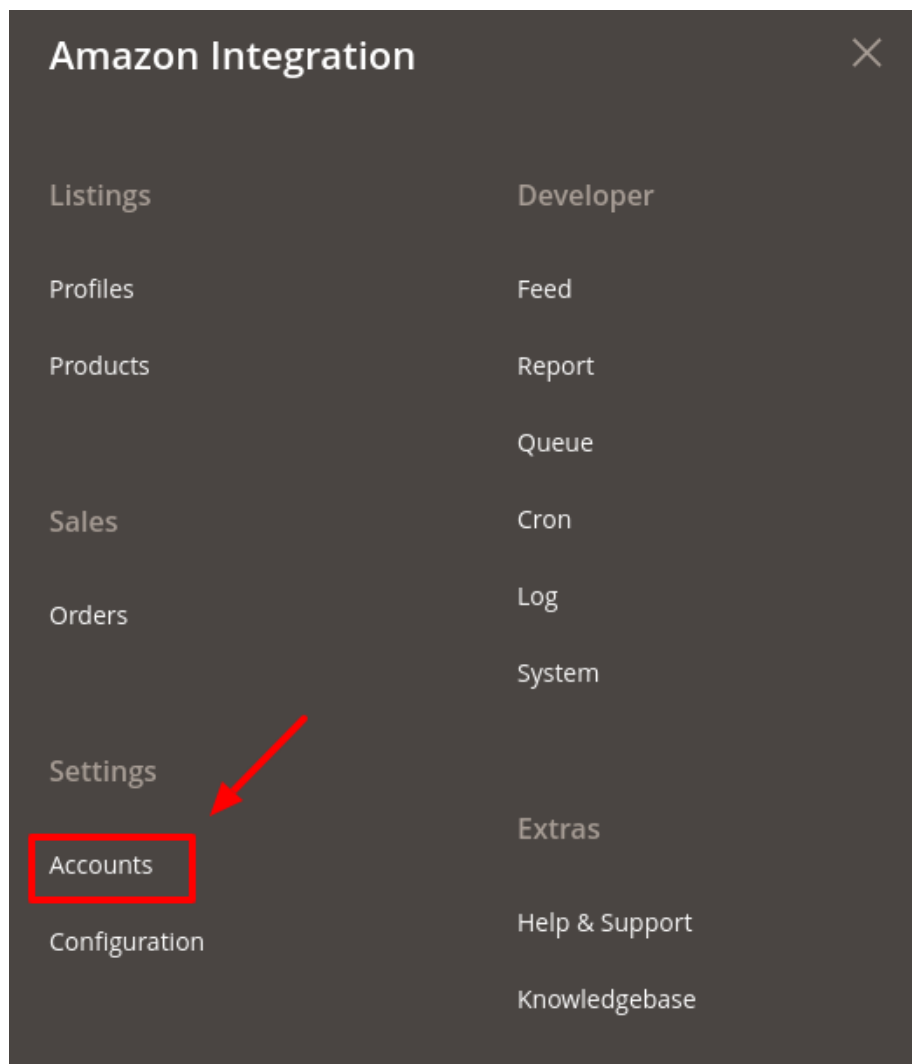 Amazon Integration
Listings
Profiles
Products
Sales
Orders
Settings
Accounts
Configuration
Developer
Feed
Report
Queue
Cron
Log
System
Extras
Help & Support
Knowledgebase